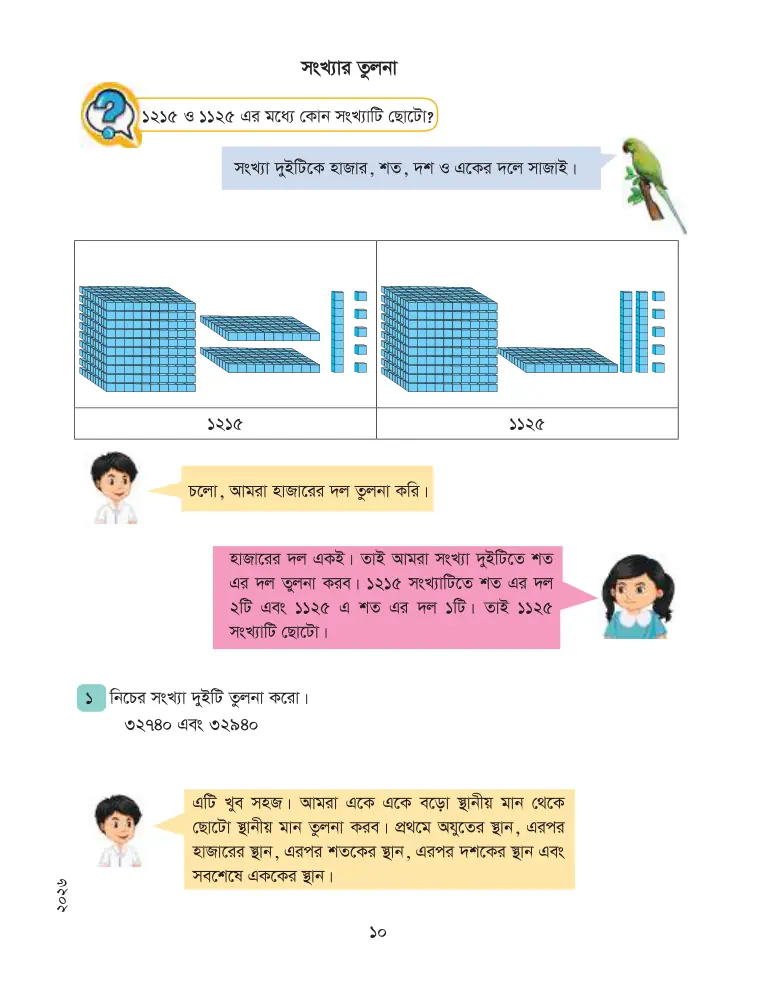 সংখ্যার তুলনা
১২১৫ ও ১১২৫ এর মধ্যে কোন সংখ্যাটি ছোটো?
সংখ্যা দুইটিকে হাজার, শত, দশ ও একের দলে সাজাই।
১২১৫
১১২৫
চলো, আমরা হাজারের দল তুলনা করি।
হাজারের দল একই। তাই আমরা সংখ্যা দুইটিতে শত
এর দল তুলনা করব। ১২১৫ সংখ্যাটিতে শত এর দল
২টি এবং ১১২৫ এ শত এর দল ১টি। তাই ১১২৫
সংখ্যাটি ছোটো।
১ নিচের সংখ্যা দুইটি তুলনা করো।
৩২৭৪০ এবং ৩২৯৪০
এটি খুব সহজ। আমরা একে একে বড়ো স্থানীয় মান থেকে
ছোটো স্থানীয় মান তুলনা করব। প্রথমে অযুতের স্থান, এরপর
হাজারের স্থান, এরপর শতকের স্থান, এরপর দশকের স্থান এবং
সবশেষে এককের স্থান।
২০২৬
১০